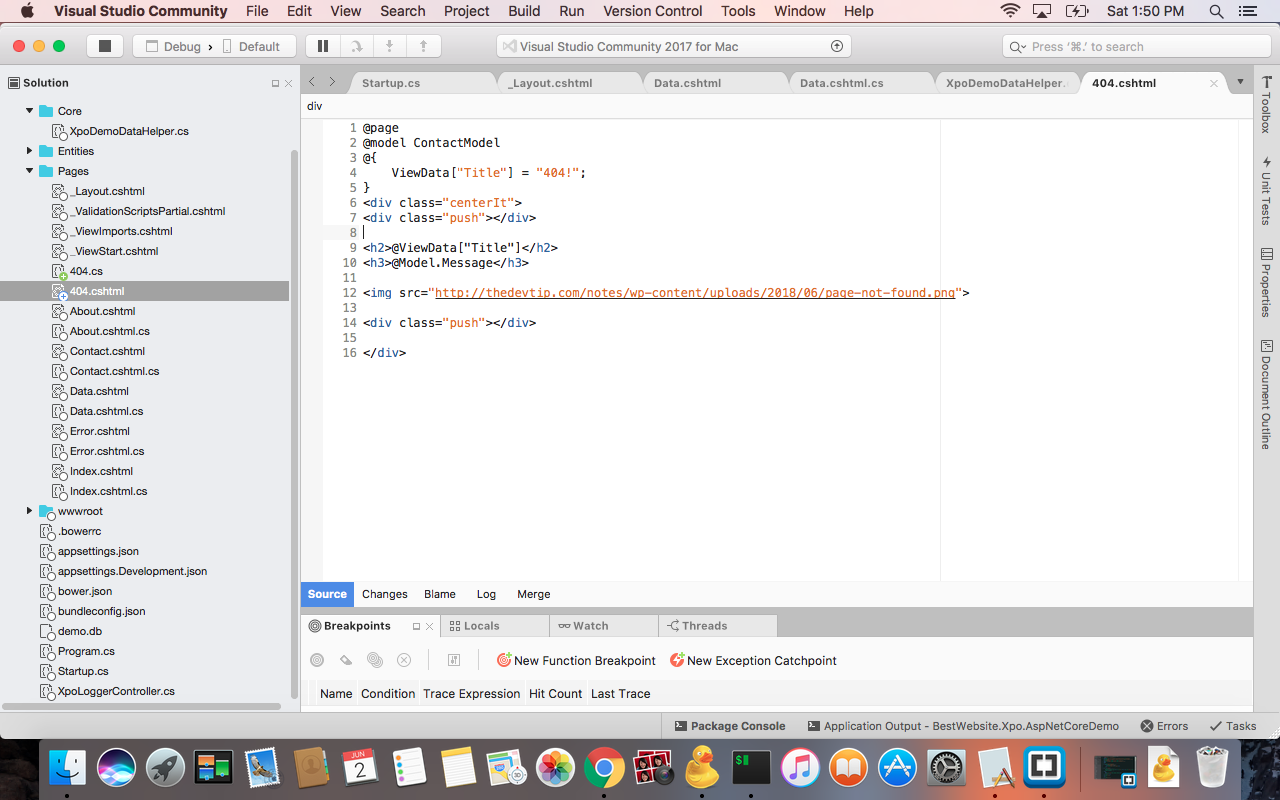 Visual Studio Community File Edit View Search Project Build Run Version Control Tools Window Help Sat 1:50 PM
Debug › Default Visual Studio Community 2017 for Mac Press '⌘.' to search
Solution
Startup.cs _Layout.cshtml Data.cshtml Data.cshtml.cs XpoDemoDataHelper. 404.cshtml
div
Core
XpoDemoDataHelper.cs
Entities
Pages
_Layout.cshtml
_ValidationScriptsPartial.cshtml
_ViewImports.cshtml
_ViewStart.cshtml
404.cs
404.cshtml
About.cshtml
About.cshtml.cs
Contact.cshtml
Contact.cshtml.cs
Data.cshtml
Data.cshtml.cs
Error.cshtml
Error.cshtml.cs
Index.cshtml
Index.cshtml.cs
wwwroot
.bowerrc
appsettings.json
appsettings.Development.json
bower.json
bundleconfig.json
demo.db
Program.cs
Startup.cs
XpoLoggerController.cs
1 @page
2 @model ContactModel
3 @{
4 ViewData["Title"] = "404!";
5 }
6 <div class="centerIt">
7 <div class="push"></div>
8
9 <h2>@ViewData["Title"]</h2>
10 <h3>@Model.Message</h3>
11
12 <img src="http://thedevtip.com/notes/wp-content/uploads/2018/06/page-not-found.png">
13
14 <div class="push"></div>
15
16 </div>
Toolbox
Unit Tests
Properties
Document Outline
Source Changes Blame Log Merge
Breakpoints Locals Watch Threads
New Function Breakpoint New Exception Catchpoint
Name Condition Trace Expression Hit Count Last Trace
Package Console Application Output - BestWebsite.Xpo.AspNetCoreDemo Errors Tasks
JUN
2
$